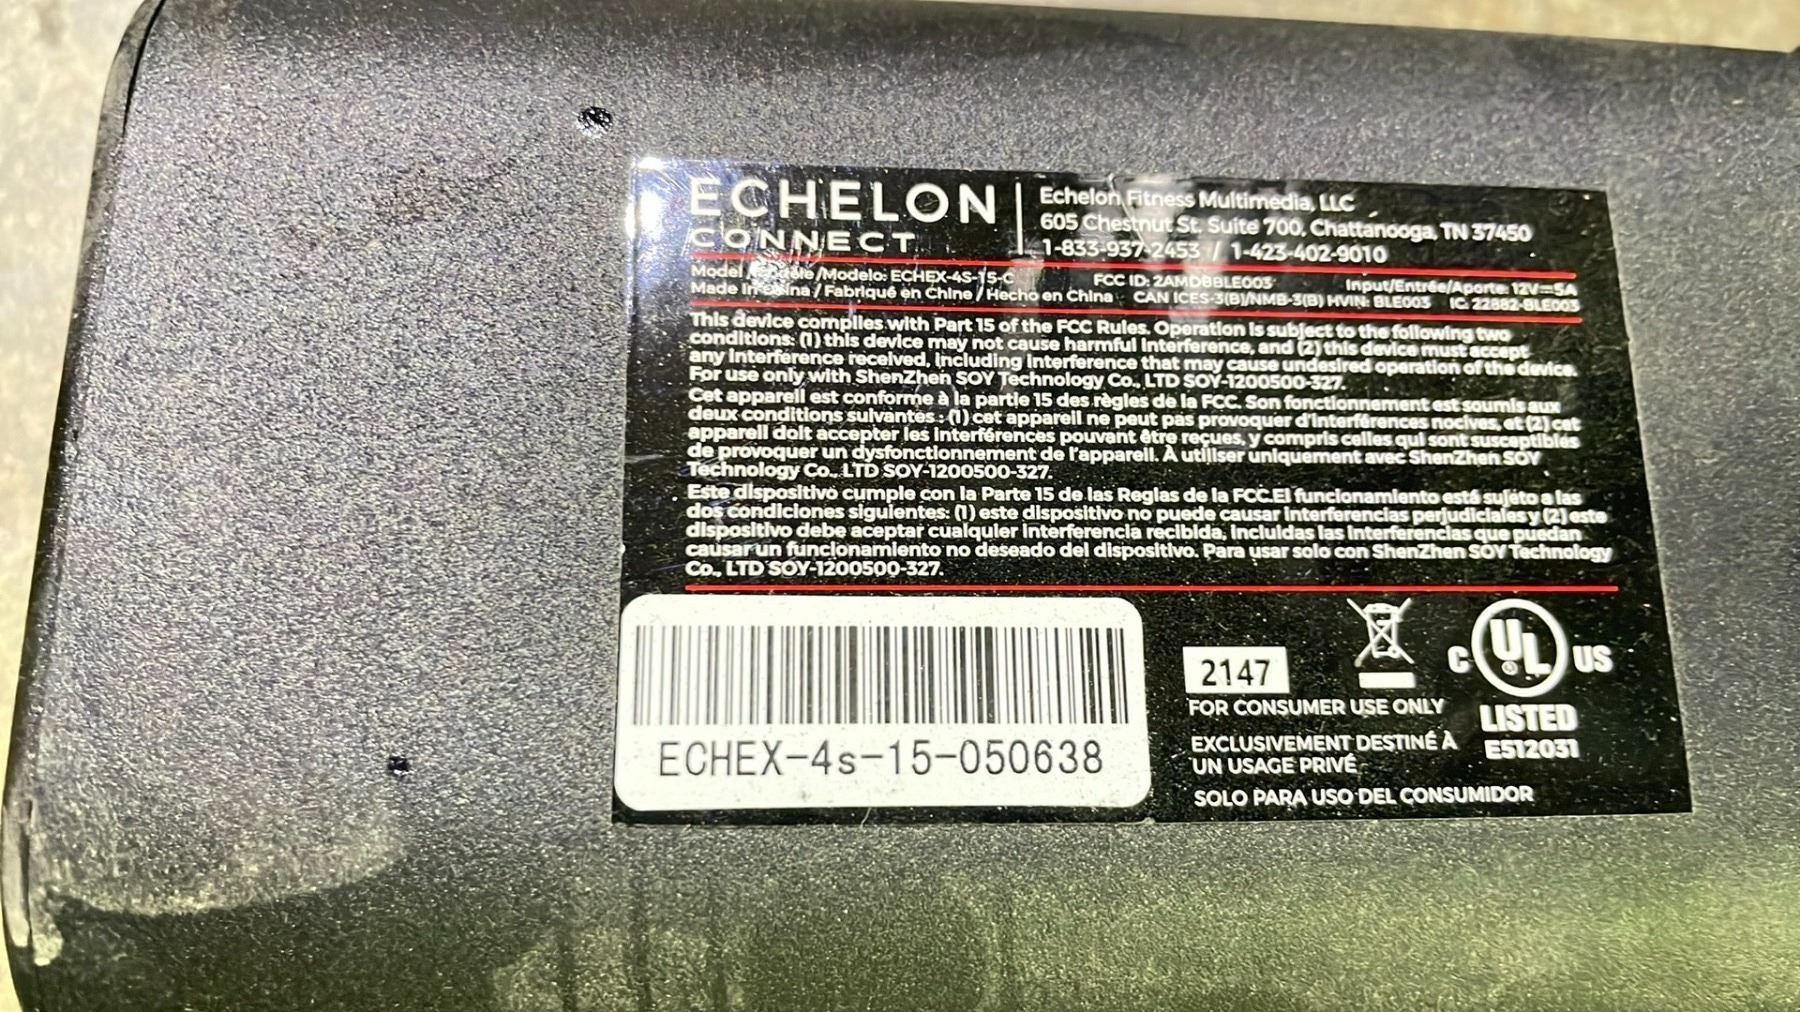 ECHELON
CONNECT
Echelon Fitness Multimedia, LLC
605 Chestnut St. Suite 700, Chattanooga, TN 37450
1-833-937-2453 / 1-423-402-9010
Model /Modèle /Modelo: ECHEX-4S-15-C FCC ID: 2AMDBBLE003 Input/Entrée/Aporte: 12V⎓5A
Made in China / Fabriqué en Chine / Hecho en China CAN ICES-3(B)/NMB-3(B) HVIN: BLE003 IC: 22882-BLE003
This device complies with Part 15 of the FCC Rules. Operation is subject to the following two
conditions: (1) this device may not cause harmful interference, and (2) this device must accept
any interference received, including interference that may cause undesired operation of the device.
For use only with ShenZhen SOY Technology Co., LTD SOY-1200500-327.
Cet appareil est conforme à la partie 15 des règles de la FCC. Son fonctionnement est soumis aux
deux conditions suivantes : (1) cet appareil ne peut pas provoquer d'interférences nocives, et (2) cet
appareil doit accepter les interférences pouvant être reçues, y compris celles qui sont susceptibles
de provoquer un dysfonctionnement de l'appareil. À utiliser uniquement avec ShenZhen SOY
Technology Co., LTD SOY-1200500-327.
Este dispositivo cumple con la Parte 15 de las Reglas de la FCC.El funcionamiento está sujeto a las
dos condiciones siguientes: (1) este dispositivo no puede causar interferencias perjudiciales y (2) este
dispositivo debe aceptar cualquier interferencia recibida, incluidas las interferencias que puedan
causar un funcionamiento no deseado del dispositivo. Para usar solo con ShenZhen SOY Technology
Co., LTD SOY-1200500-327.
ECHEX-4s-15-050638
2147
FOR CONSUMER USE ONLY
EXCLUSIVEMENT DESTINÉ À
UN USAGE PRIVÉ
SOLO PARA USO DEL CONSUMIDOR
C UL US
LISTED
E512031